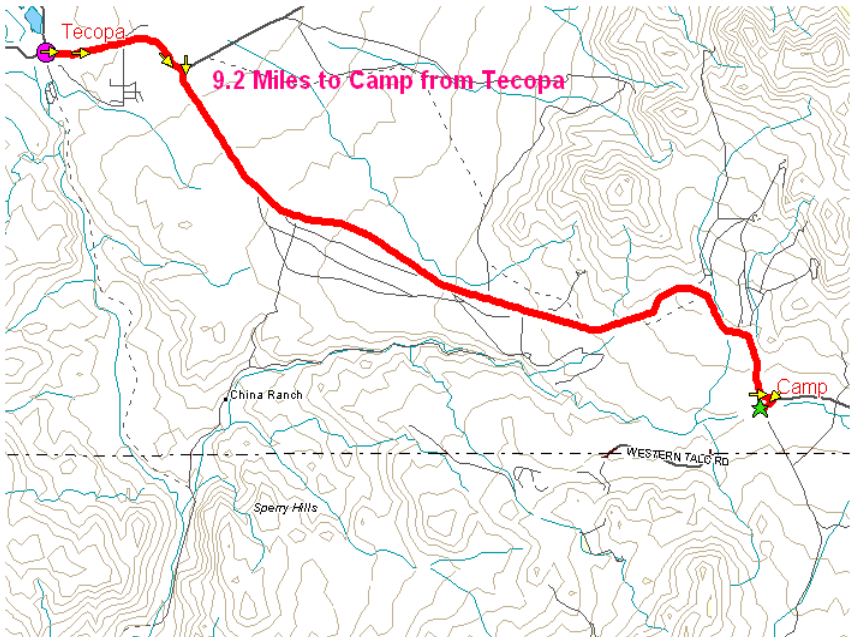 Tecopa
9.2 Miles to Camp from Tecopa
Camp
China Ranch
WESTERN TALC RD
Sperry Hills